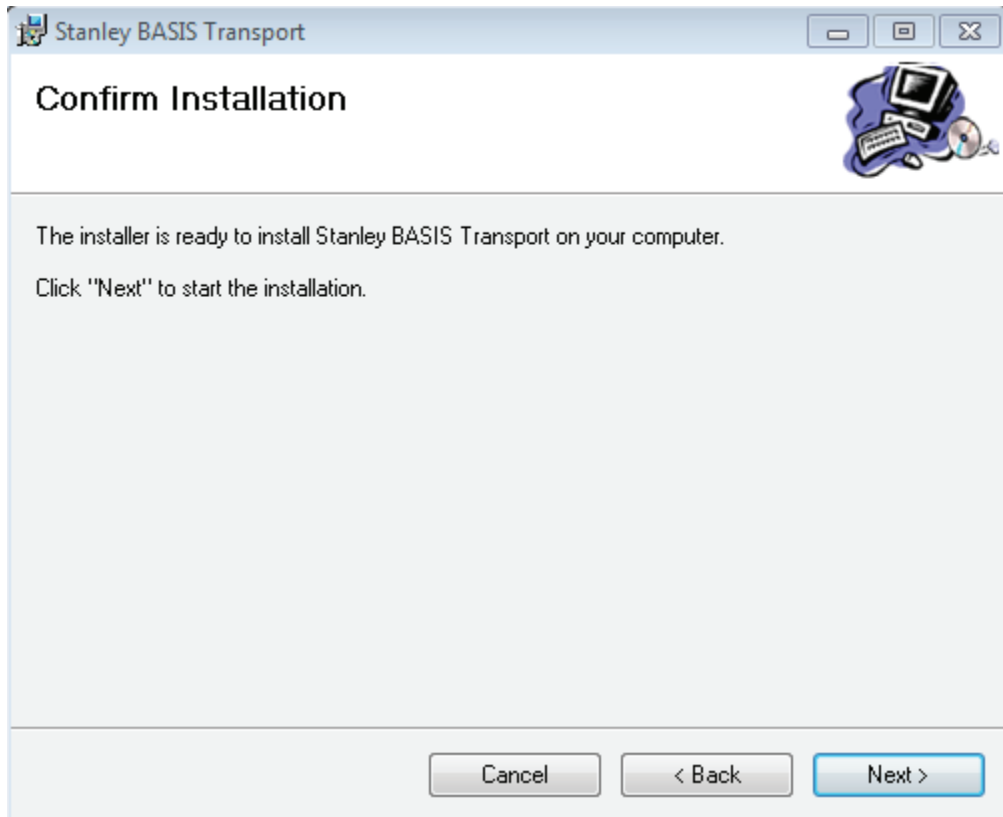 Stanley BASIS Transport
Confirm Installation
The installer is ready to install Stanley BASIS Transport on your computer.
Click "Next" to start the installation.
Cancel
< Back
Next >